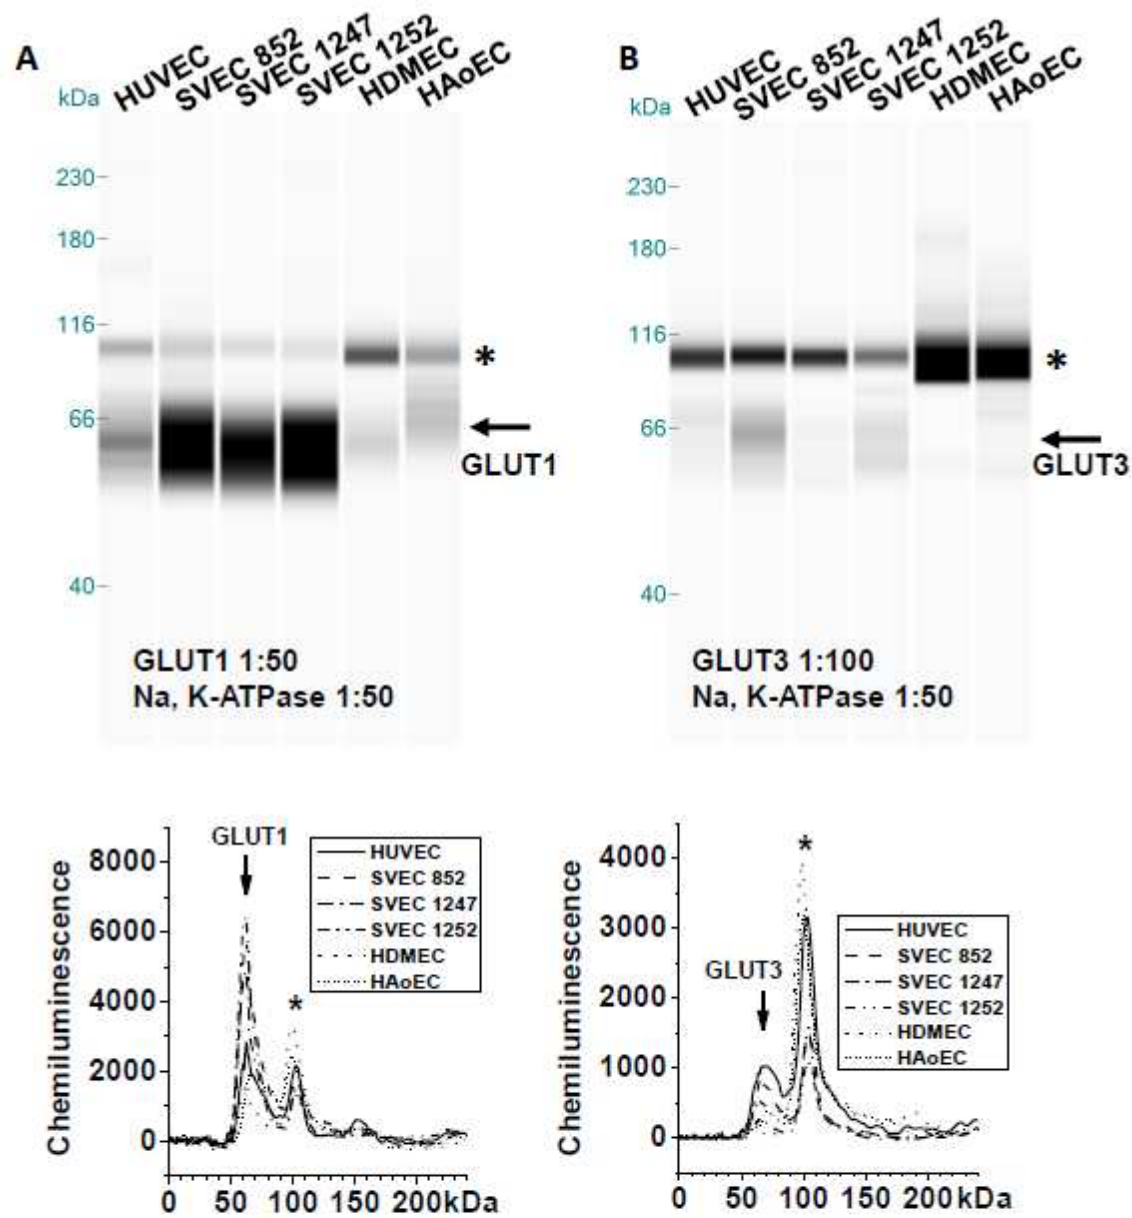 A
HUVEC
SVEC 852
SVEC 1247
SVEC 1252
HDMEC
HAoEC
kDa
230
180
116
*
66
GLUT1
40
GLUT1 1:50
Na, K-ATPase 1:50
B
HUVEC
SVEC 852
SVEC 1247
SVEC 1252
HDMEC
HAoEC
kDa
230
180
116
*
66
GLUT3
40
GLUT3 1:100
Na, K-ATPase 1:50
Chemiluminescence
8000
6000
4000
2000
0
GLUT1
*
HUVEC
SVEC 852
SVEC 1247
SVEC 1252
HDMEC
HAoEC
0 50 100 150 200 kDa
Chemiluminescence
4000
3000
2000
1000
0
GLUT3
*
HUVEC
SVEC 852
SVEC 1247
SVEC 1252
HDMEC
HAoEC
0 50 100 150 200 kDa